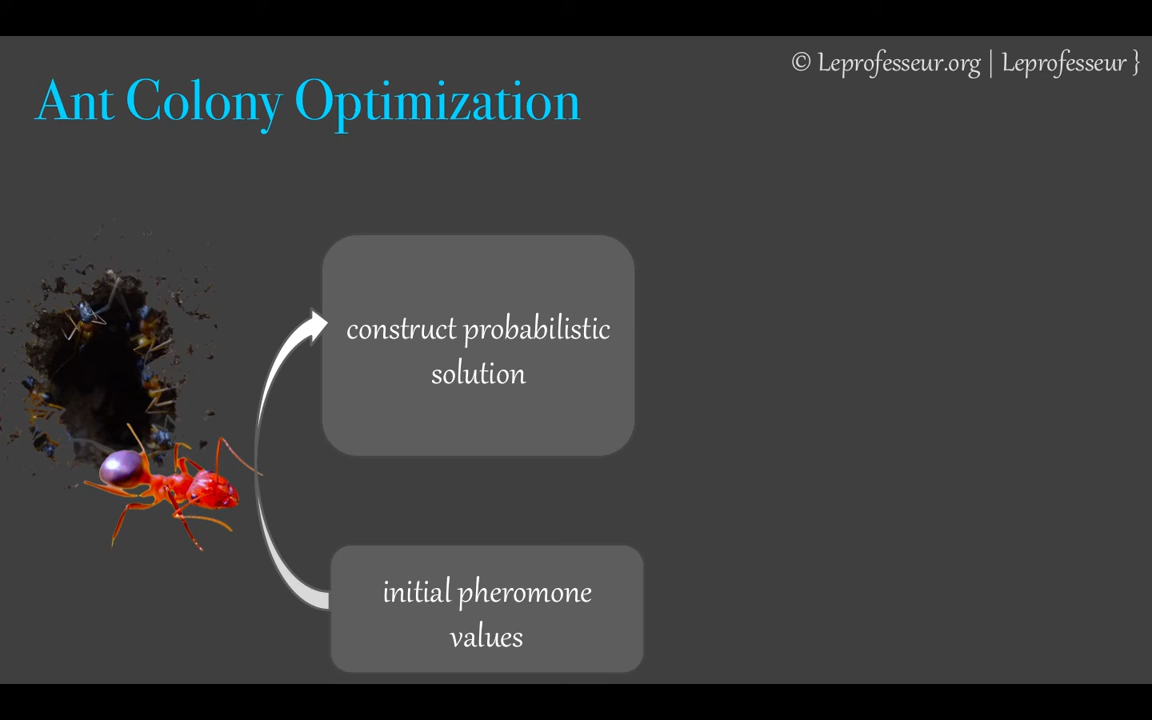 © Leprofesseur.org | Leprofesseur }
Ant Colony Optimization
construct probabilistic
solution
initial pheromone
values